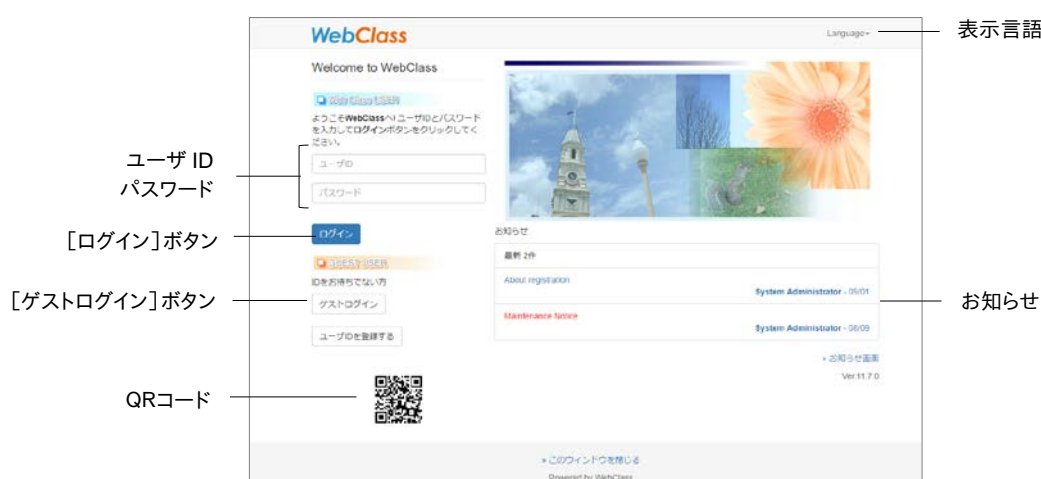 WebClass
Language
表示言語
Welcome to WebClass
Web Class USER
ようこそWebClassへ! ユーザIDとパスワード
を入力してログインボタンをクリックしてく
ださい。
ユーザ ID
パスワード
ユーザID
パスワード
[ログイン]ボタン
ログイン
お知らせ
最新 2件
GUEST USER
IDをお持ちでない方
About registration
System Administrator - 09/01
[ゲストログイン]ボタン
ゲストログイン
お知らせ
Maintenance Notice
System Administrator - 08/09
ユーザIDを登録する
» お知らせ画面
Ver.11.7.0
QRコード
» このウィンドウを閉じる
Powered by WebClass